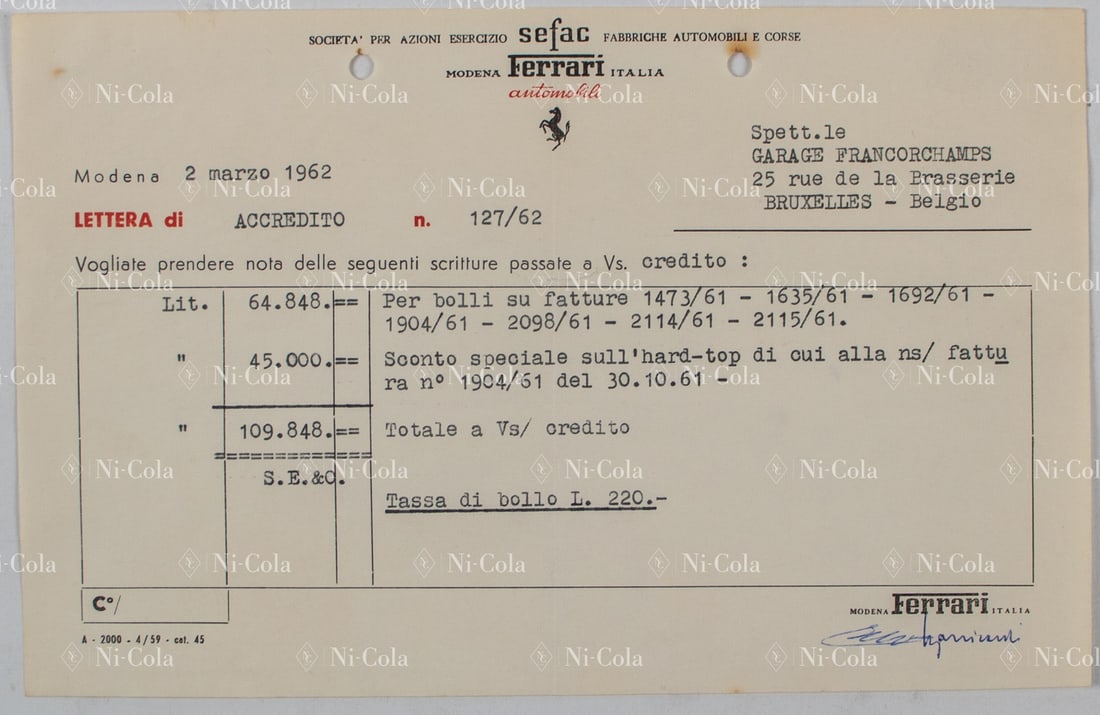 SOCIETA' PER AZIONI ESERCIZIO sefac FABBRICHE AUTOMOBILI E CORSE
MODENA Ferrari ITALIA
automobili
Spett.le
GARAGE FRANCORCHAMPS
25 rue de la Brasserie
BRUXELLES - Belgio
Modena 2 marzo 1962
LETTERA di ACCREDITO n. 127/62
Vogliate prendere nota delle seguenti scritture passate a Vs. credito :
Lit. 64.848.== Per bolli su fatture 1473/61 - 1635/61 - 1692/61 -
1904/61 - 2098/61 - 2114/61 - 2115/61.
" 45.000.== Sconto speciale sull'hard-top di cui alla ns/ fattu
ra n° 1904/61 del 30.10.61 -
" 109.848.== Totale a Vs/ credito
===============
S.E.&O.
Tassa di bollo L. 220.-
C°/
MODENA Ferrari ITALIA
A - 2000 - 4/59 - cat. 45
Ni-Cola